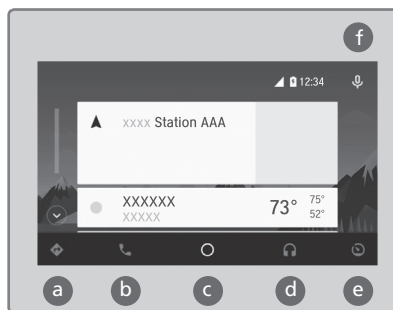 f
12:34
xxxx Station AAA
XXXXXX
XXXXX
73°
75°
52°
a b c d e